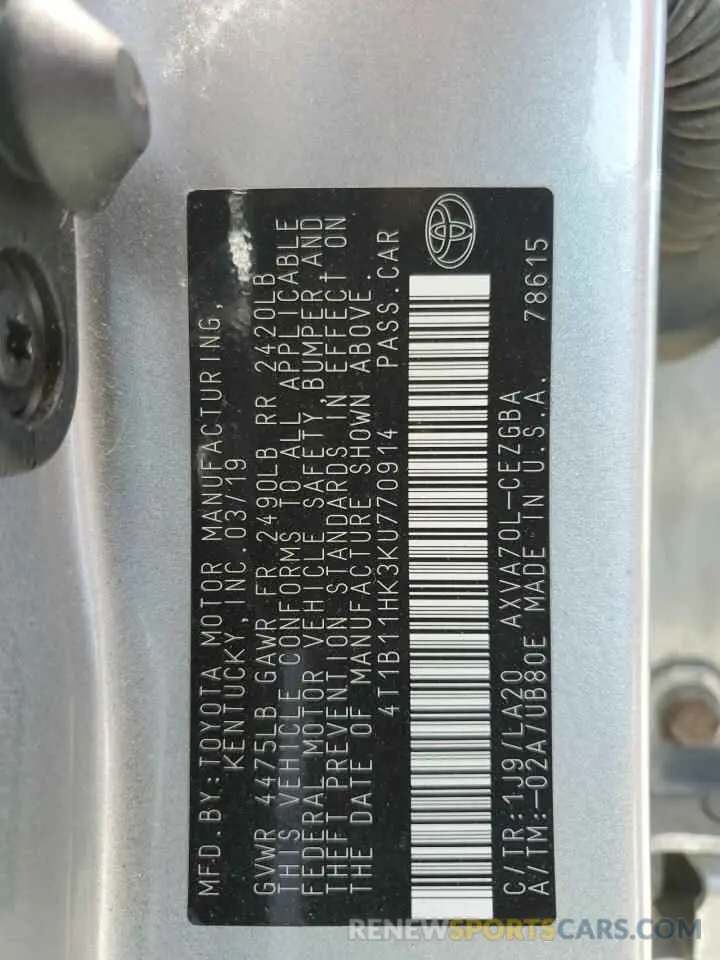 MFD.BY:TOYOTA MOTOR MANUFACTURING,
KENTUCKY,INC.03/19
GVWR 4475LB GAWR FR 2490LB RR 2420LB
THIS VEHICLE CONFORMS TO ALL APPLICABLE
FEDERAL MOTOR VEHICLE SAFETY,BUMPER AND
THEFT PREVENTION STANDARDS IN EFFECT ON
THE DATE OF MANUFACTURE SHOWN ABOVE.
4T1B11HK3KU770914 PASS.CAR
C/TR:1J9/LA20 AXVA70L-CEZGBA
A/TM:-02A/UB80E MADE IN U.S.A. 78615
RENEWSPORTSCARS.COM